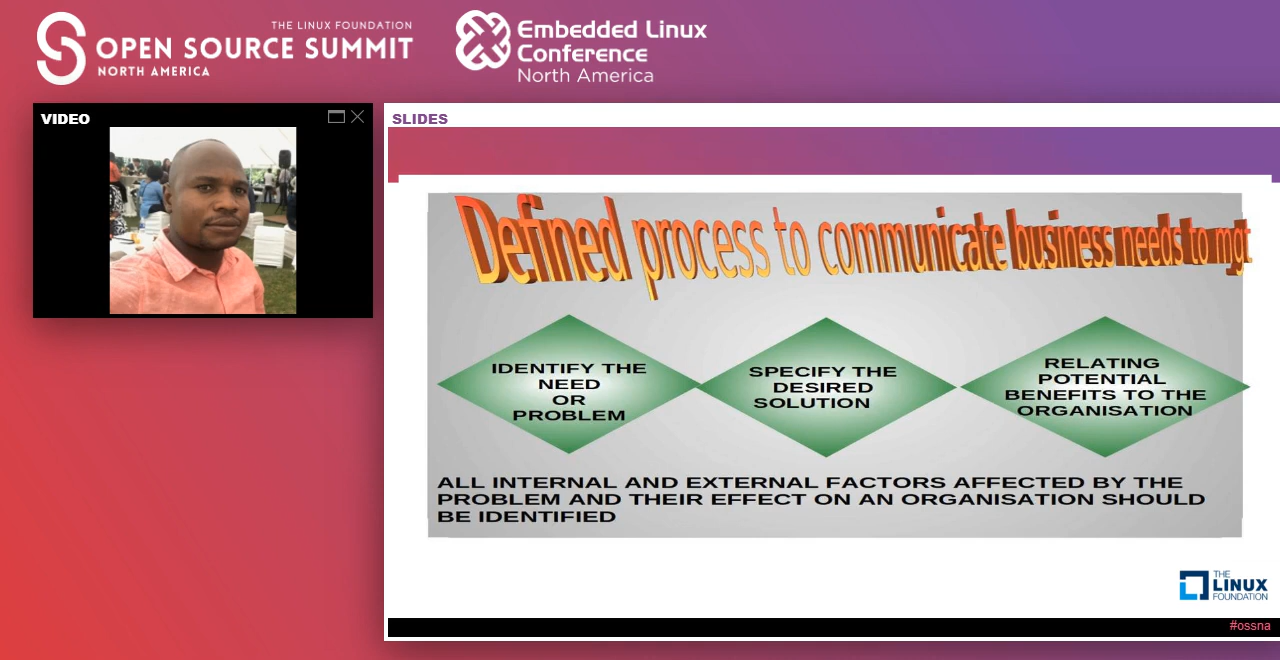 THE LINUX FOUNDATION
OPEN SOURCE SUMMIT
NORTH AMERICA
Embedded Linux
Conference
North America
VIDEO
SLIDES
Defined process to communicate business needs to mgt
IDENTIFY THE
NEED
OR
PROBLEM
SPECIFY THE
DESIRED
SOLUTION
RELATING
POTENTIAL
BENEFITS TO THE
ORGANISATION
ALL INTERNAL AND EXTERNAL FACTORS AFFECTED BY THE
PROBLEM AND THEIR EFFECT ON AN ORGANISATION SHOULD
BE IDENTIFIED
THE
LINUX
FOUNDATION
#ossna